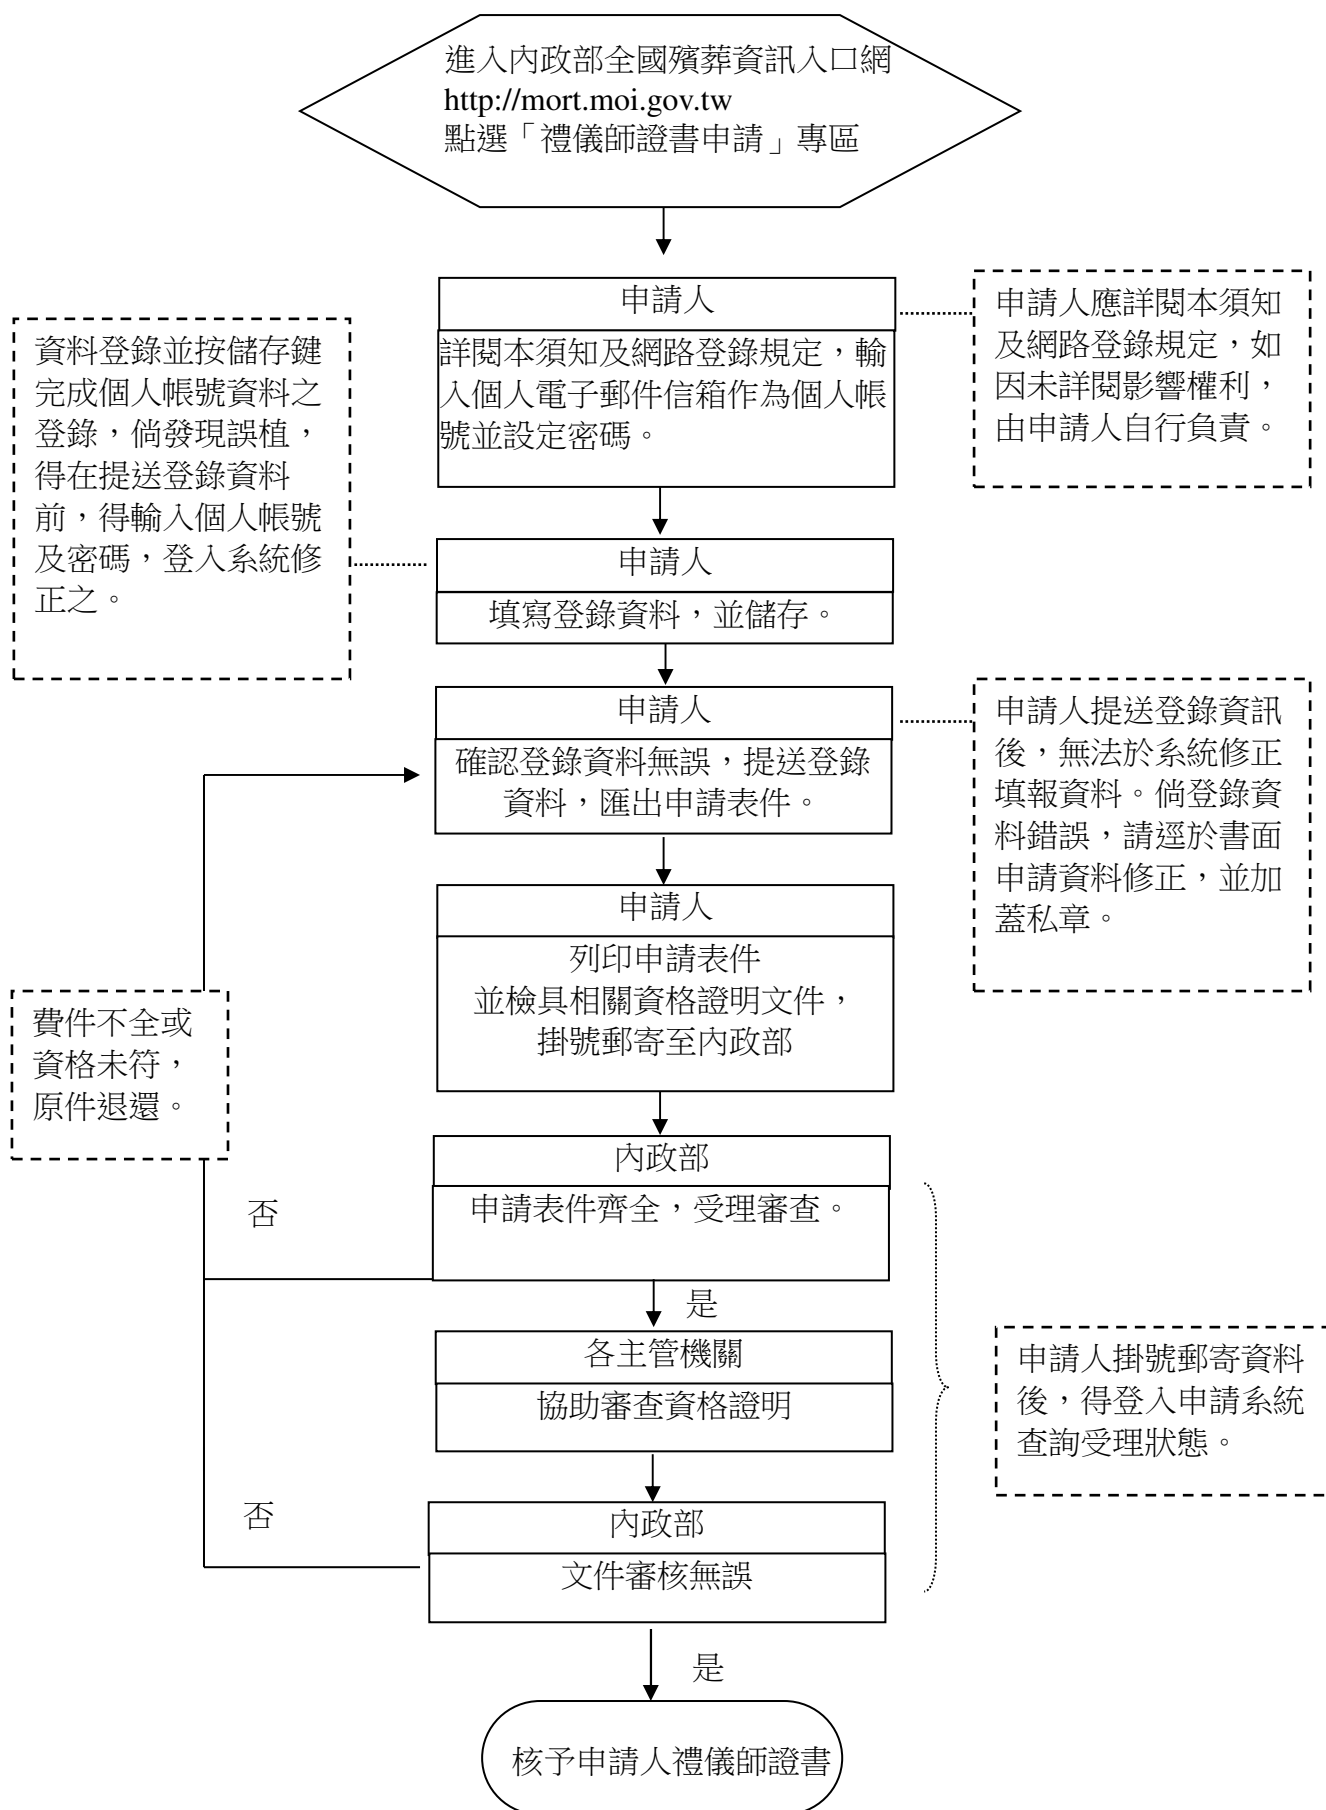 進入內政部全國殯葬資訊入口網
http://mort.moi.gov.tw
點選「禮儀師證書申請」專區
申請人
詳閱本須知及網路登錄規定，輸
入個人電子郵件信箱作為個人帳
號並設定密碼。
申請人應詳閱本須知
及網路登錄規定，如
因未詳閱影響權利，
由申請人自行負責。
資料登錄並按儲存鍵
完成個人帳號資料之
登錄，倘發現誤植，
得在提送登錄資料
前，得輸入個人帳號
及密碼，登入系統修
正之。
申請人
填寫登錄資料，並儲存。
申請人
確認登錄資料無誤，提送登錄
資料，匯出申請表件。
申請人提送登錄資訊
後，無法於系統修正
填報資料。倘登錄資
料錯誤，請逕於書面
申請資料修正，並加
蓋私章。
申請人
列印申請表件
並檢具相關資格證明文件，
掛號郵寄至內政部
費件不全或
資格未符，
原件退還。
內政部
申請表件齊全，受理審查。
否
是
各主管機關
協助審查資格證明
申請人掛號郵寄資料
後，得登入申請系統
查詢受理狀態。
否
內政部
文件審核無誤
是
核予申請人禮儀師證書